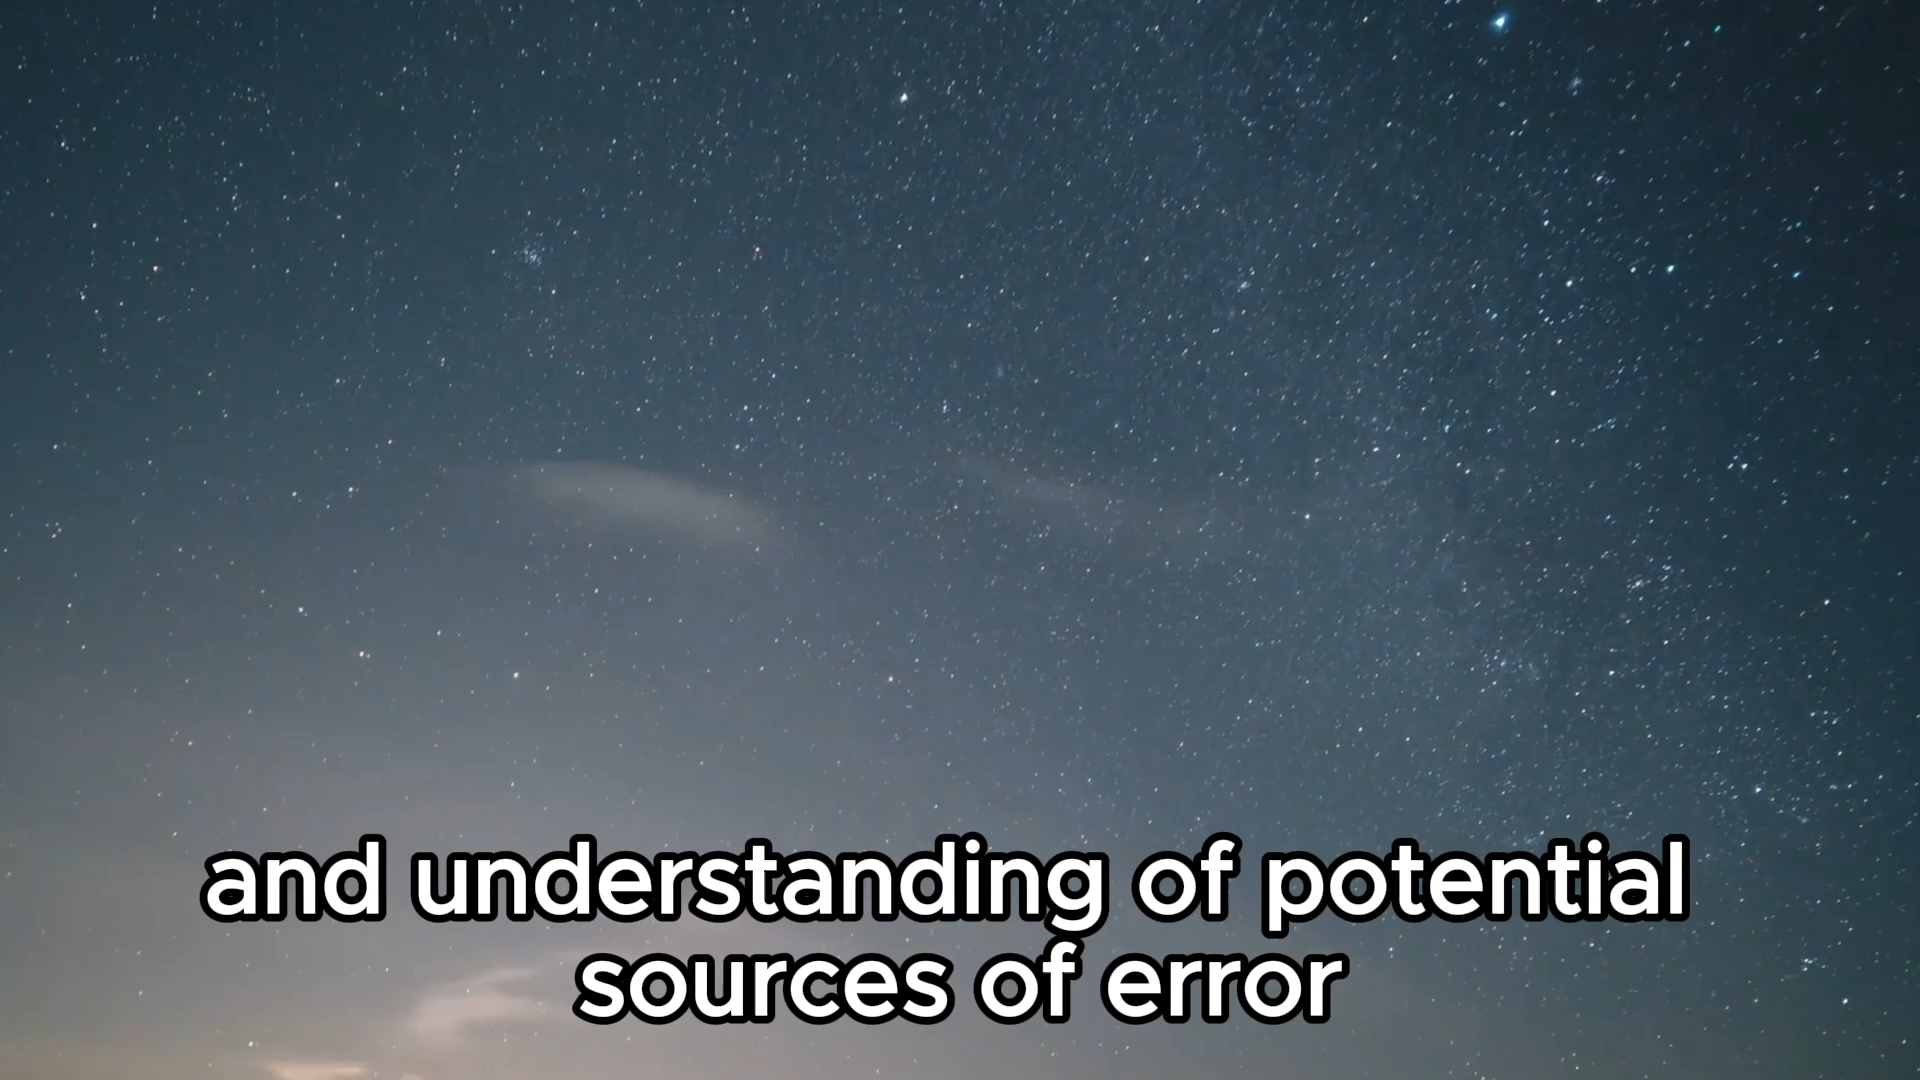 and understanding of potential
sources of error